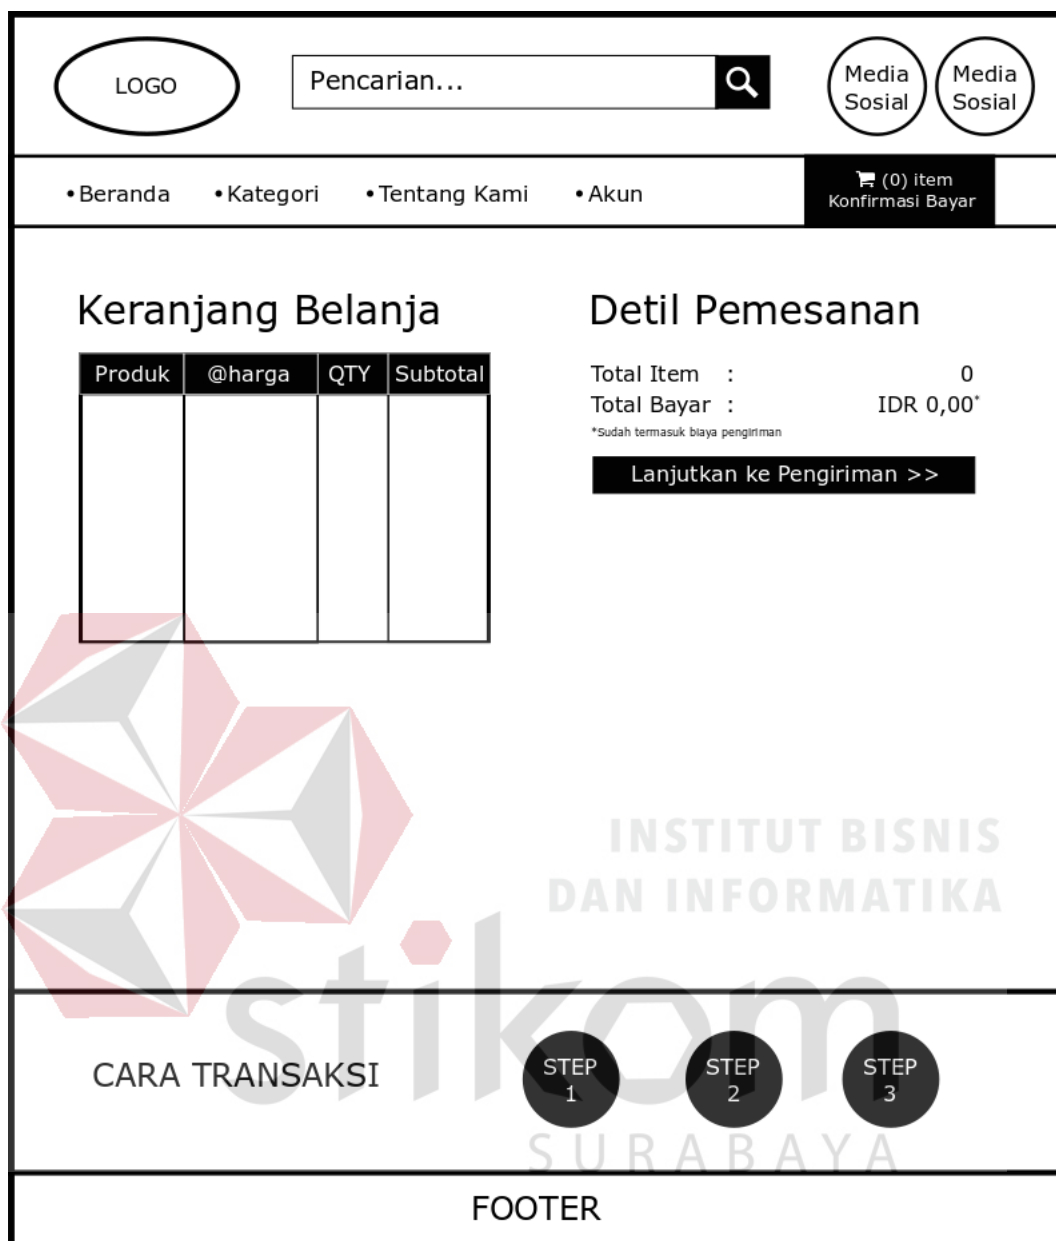 LOGO
Pencarian...
Media
Sosial
Media
Sosial
•Beranda •Kategori •Tentang Kami •Akun
(0) item
Konfirmasi Bayar
Keranjang Belanja
Produk @harga QTY Subtotal
Detil Pemesanan
Total Item : 0
Total Bayar : IDR 0,00*
*Sudah termasuk biaya pengiriman
Lanjutkan ke Pengiriman >>
INSTITUT BISNIS
DAN INFORMATIKA
stikom
SURABAYA
CARA TRANSAKSI
STEP
1
STEP
2
STEP
3
FOOTER